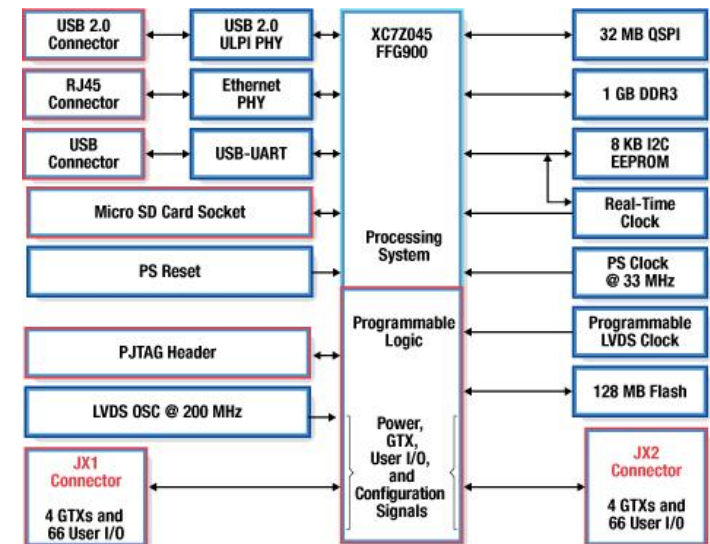 USB 2.0
Connector
USB 2.0
ULPI PHY
XC7Z045
FFG900
32 MB QSPI
RJ45
Connector
Ethernet
PHY
1 GB DDR3
USB
Connector
USB-UART
8 KB I2C
EEPROM
Micro SD Card Socket
Real-Time
Clock
Processing
System
PS Reset
PS Clock
@ 33 MHz
Programmable
Logic
Programmable
LVDS Clock
PJTAG Header
128 MB Flash
LVDS OSC @ 200 MHz
Power,
GTX,
User I/O,
and
Configuration
Signals
JX1
Connector
4 GTXs and
66 User I/O
JX2
Connector
4 GTXs and
66 User I/O